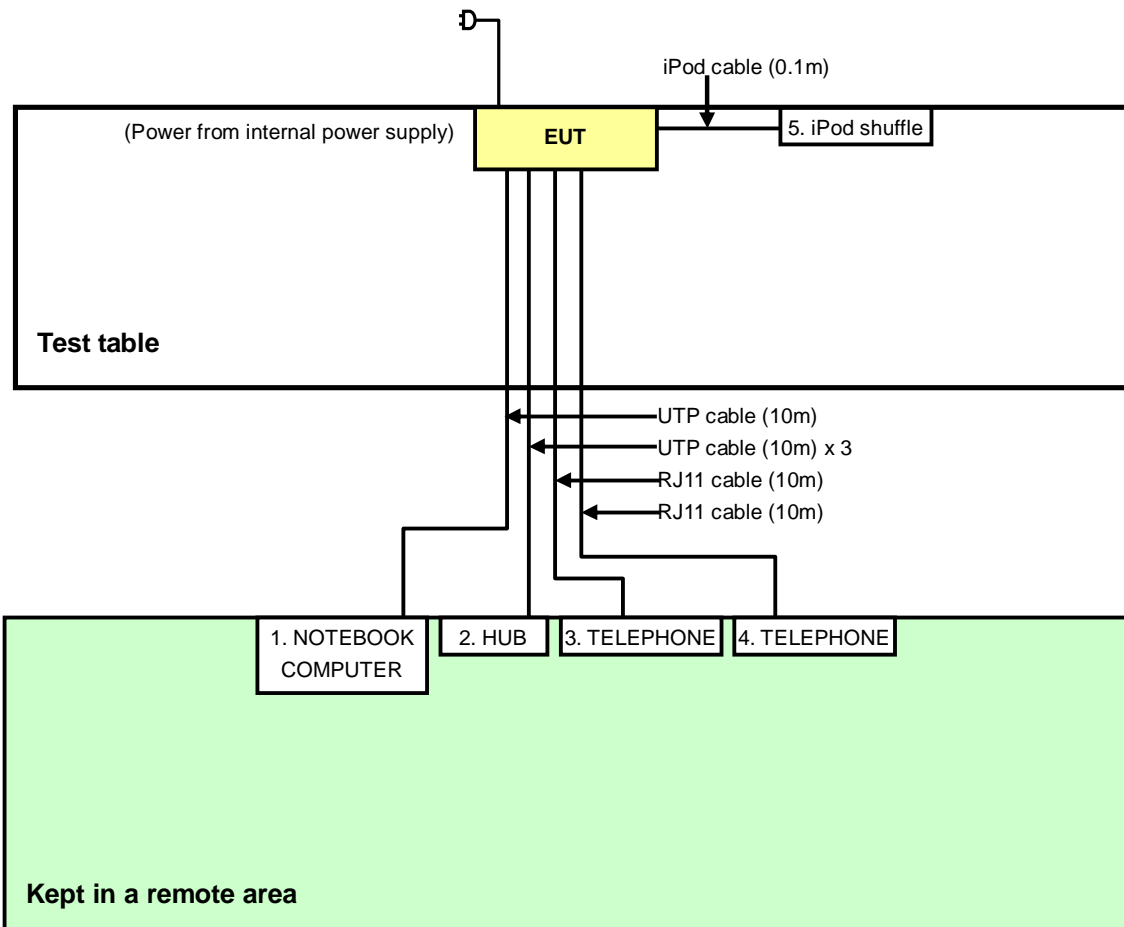 iPod cable (0.1m)
(Power from internal power supply)
EUT
5. iPod shuffle
Test table
UTP cable (10m)
UTP cable (10m) x 3
RJ11 cable (10m)
RJ11 cable (10m)
1. NOTEBOOK
COMPUTER
2. HUB
3. TELEPHONE
4. TELEPHONE
Kept in a remote area